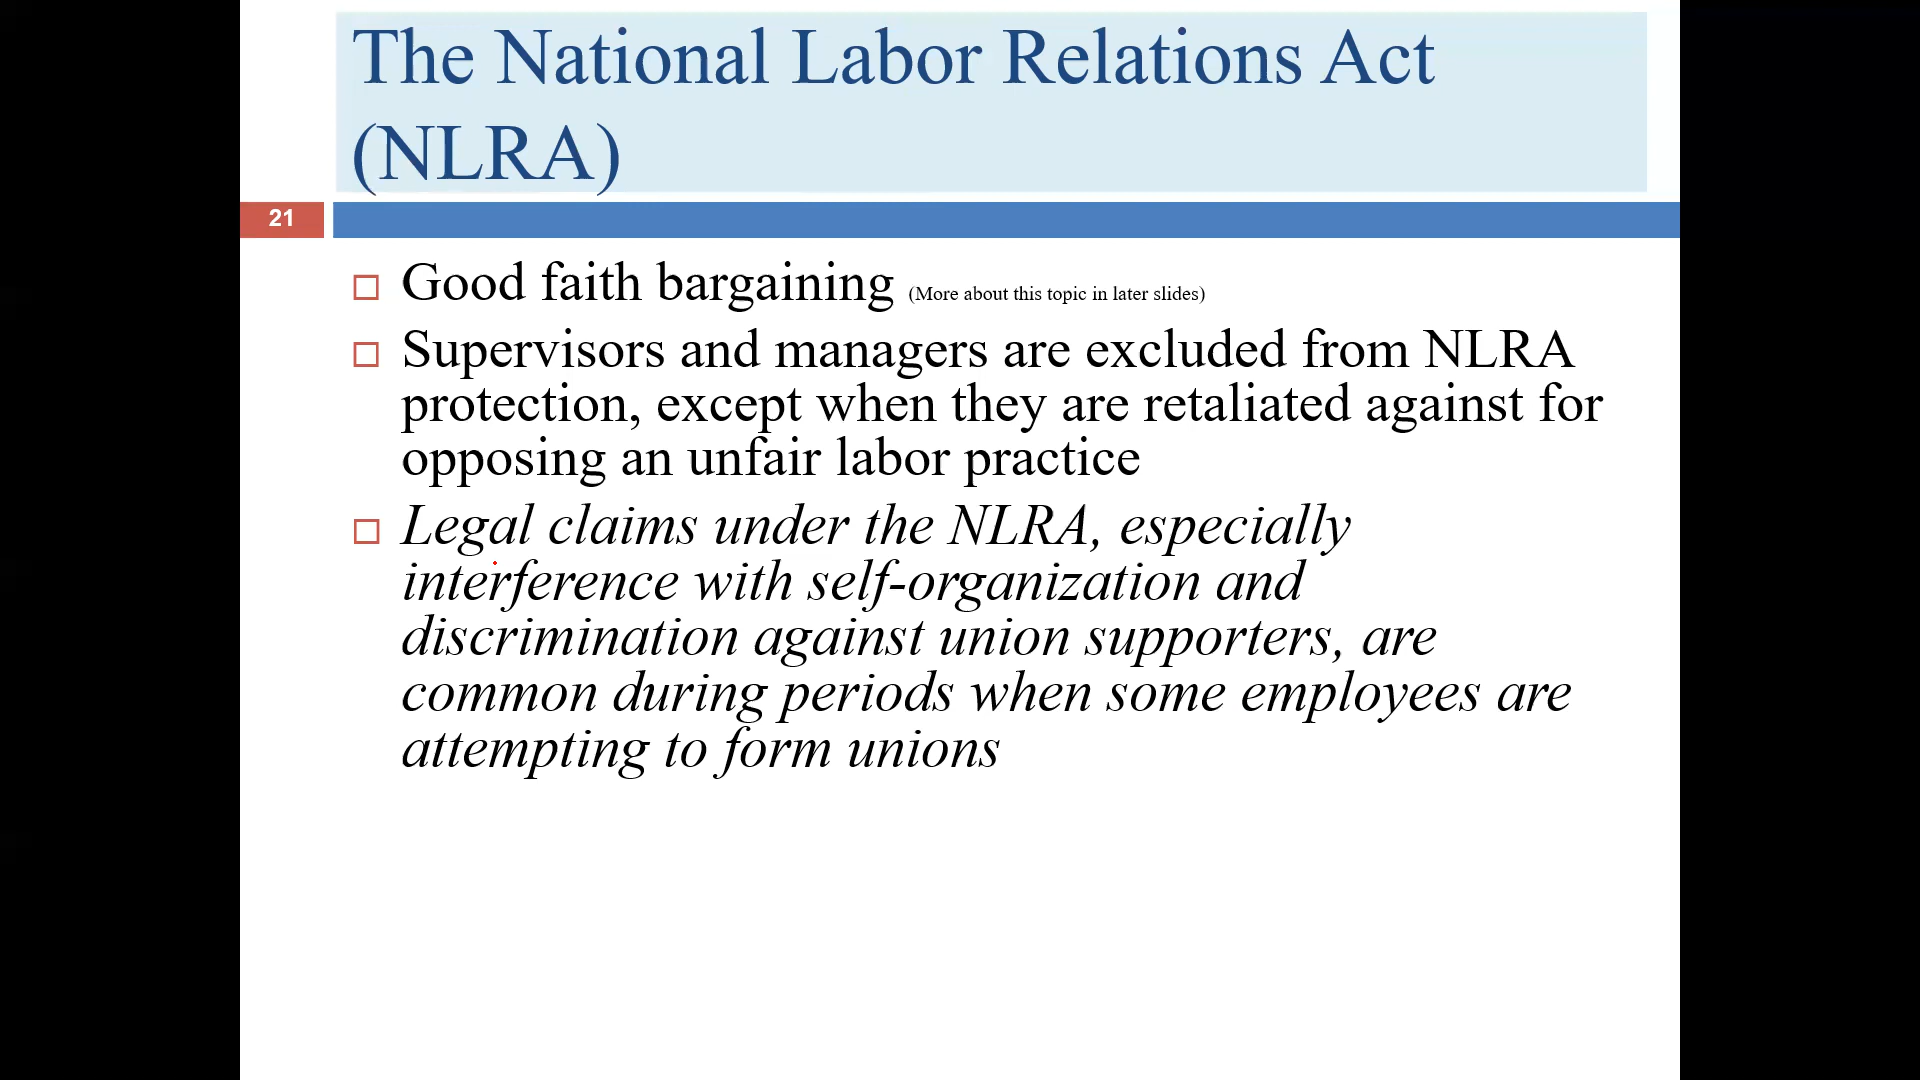 The National Labor Relations Act
(NLRA)
21
Good faith bargaining (More about this topic in later slides)
Supervisors and managers are excluded from NLRA
protection, except when they are retaliated against for
opposing an unfair labor practice
Legal claims under the NLRA, especially
interference with self-organization and
discrimination against union supporters, are
common during periods when some employees are
attempting to form unions